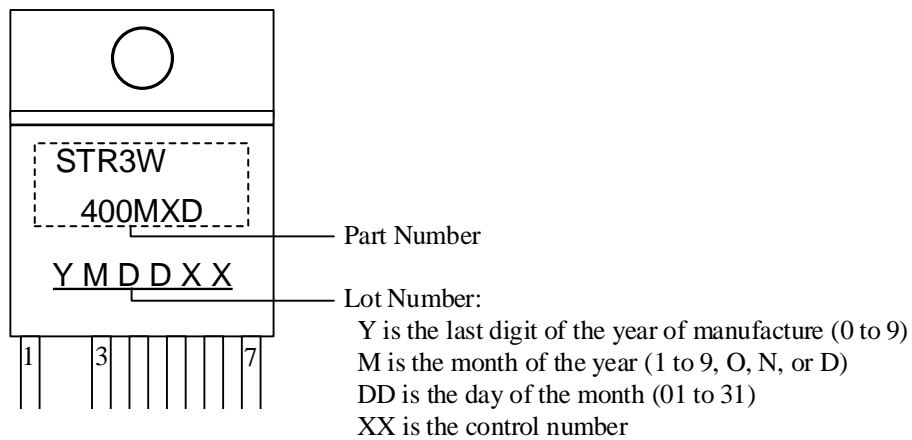 STR3W
400MXD
Part Number
Y M D D X X
Lot Number:
Y is the last digit of the year of manufacture (0 to 9)
M is the month of the year (1 to 9, O, N, or D)
DD is the day of the month (01 to 31)
XX is the control number
1 3 7